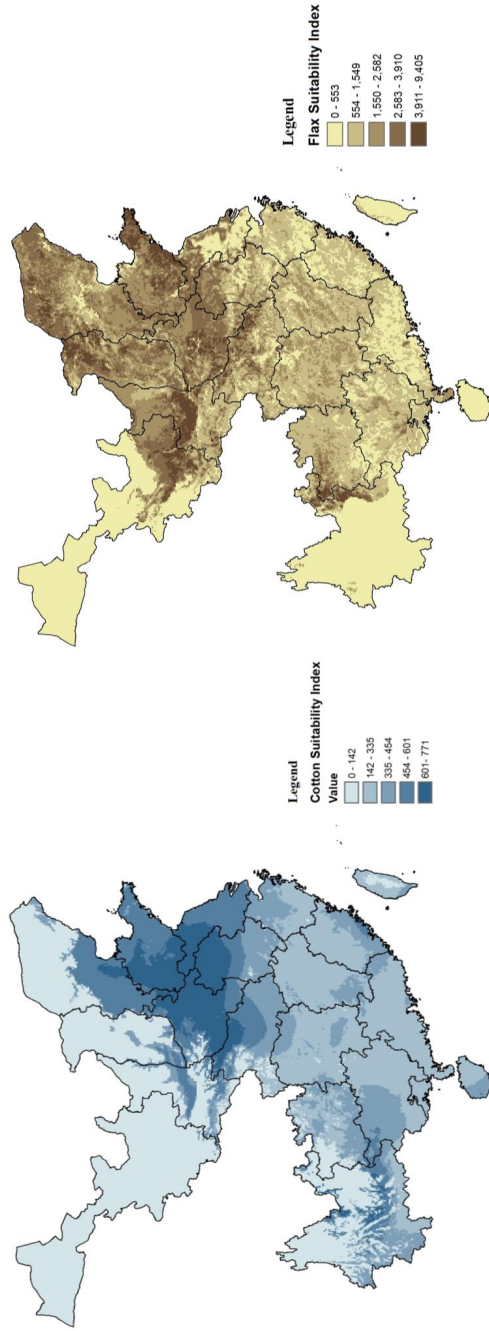 Legend
Cotton Suitability Index
Value
0 - 142
142 - 335
335 - 454
454 - 601
601- 771
Legend
Flax Suitability Index
0 - 553
554 - 1,549
1,550 - 2,582
2,583 - 3,910
3,911 - 9,405